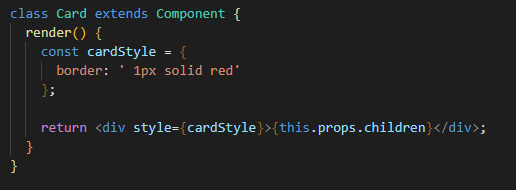 class Card extends Component {
render() {
const cardStyle = {
border: ' 1px solid red'
};
return <div style={cardStyle}>{this.props.children}</div>;
}
}